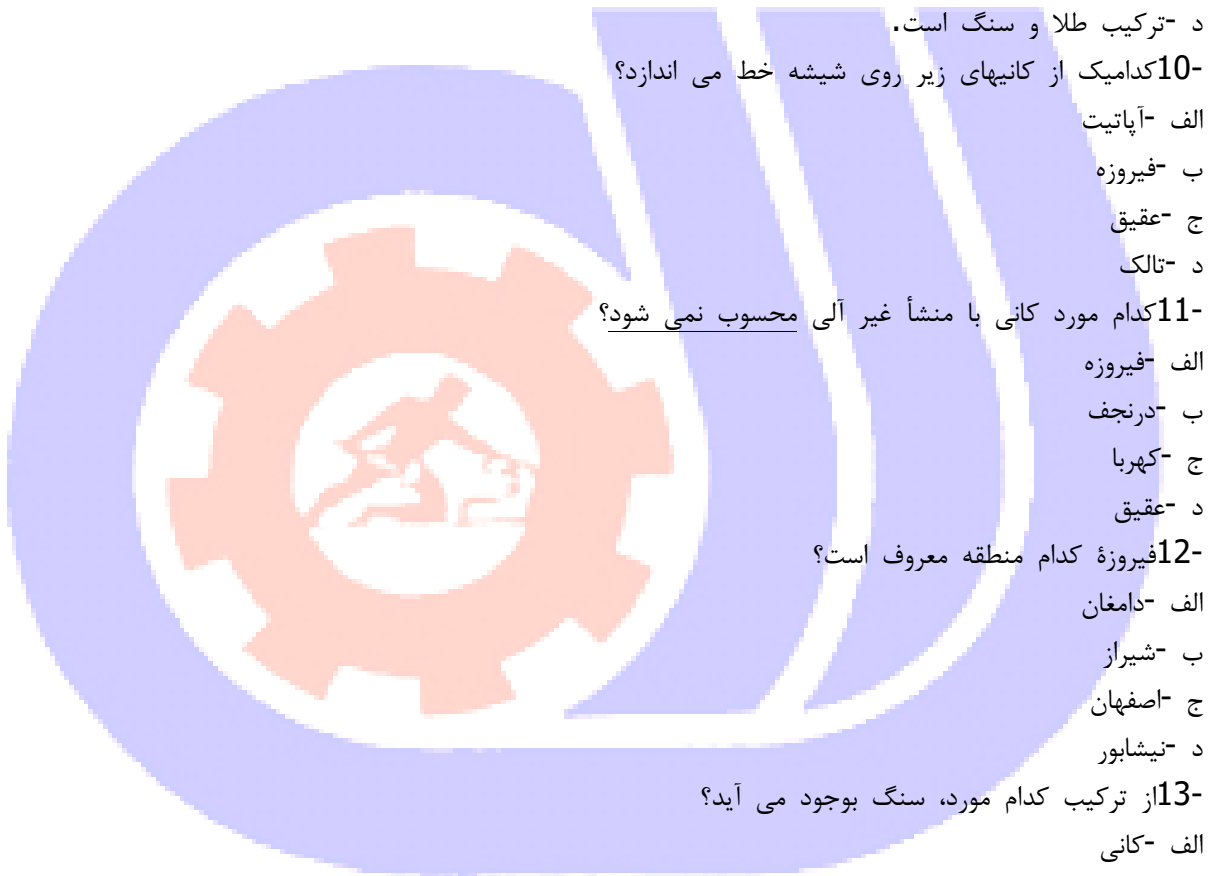 د -ترکیب طلا و سنگ است.
-10کدامیک از کانیهای زیر روی شیشه خط می اندازد؟
الف -آپاتیت
ب -فیروزه
ج -عقیق
د -تالک
-11کدام مورد کانی با منشأ غیر آلی محسوب نمی شود؟
الف -فیروزه
ب -درنجف
ج -کهربا
د -عقیق
-12فیروزۀ کدام منطقه معروف است؟
الف -دامغان
ب -شیراز
ج -اصفهان
د -نیشابور
-13از ترکیب کدام مورد، سنگ بوجود می آید؟
الف -کانی